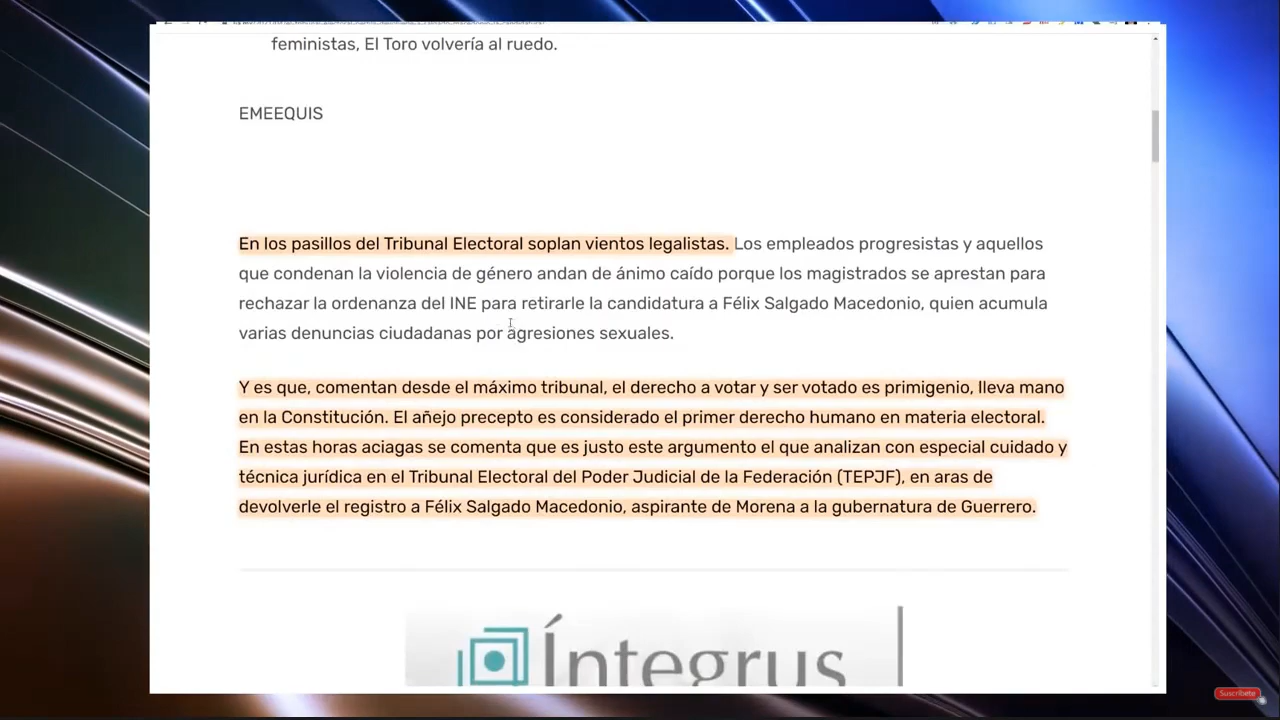 feministas, El Toro volvería al ruedo.
EMEEQUIS
En los pasillos del Tribunal Electoral soplan vientos legalistas. Los empleados progresistas y aquellos
que condenan la violencia de género andan de ánimo caído porque los magistrados se aprestan para
rechazar la ordenanza del INE para retirarle la candidatura a Félix Salgado Macedonio, quien acumula
varias denuncias ciudadanas por agresiones sexuales.
Y es que, comentan desde el máximo tribunal, el derecho a votar y ser votado es primigenio, lleva mano
en la Constitución. El añejo precepto es considerado el primer derecho humano en materia electoral.
En estas horas aciagas se comenta que es justo este argumento el que analizan con especial cuidado y
técnica jurídica en el Tribunal Electoral del Poder Judicial de la Federación (TEPJF), en aras de
devolverle el registro a Félix Salgado Macedonio, aspirante de Morena a la gubernatura de Guerrero.
Íntegrus
Suscríbete